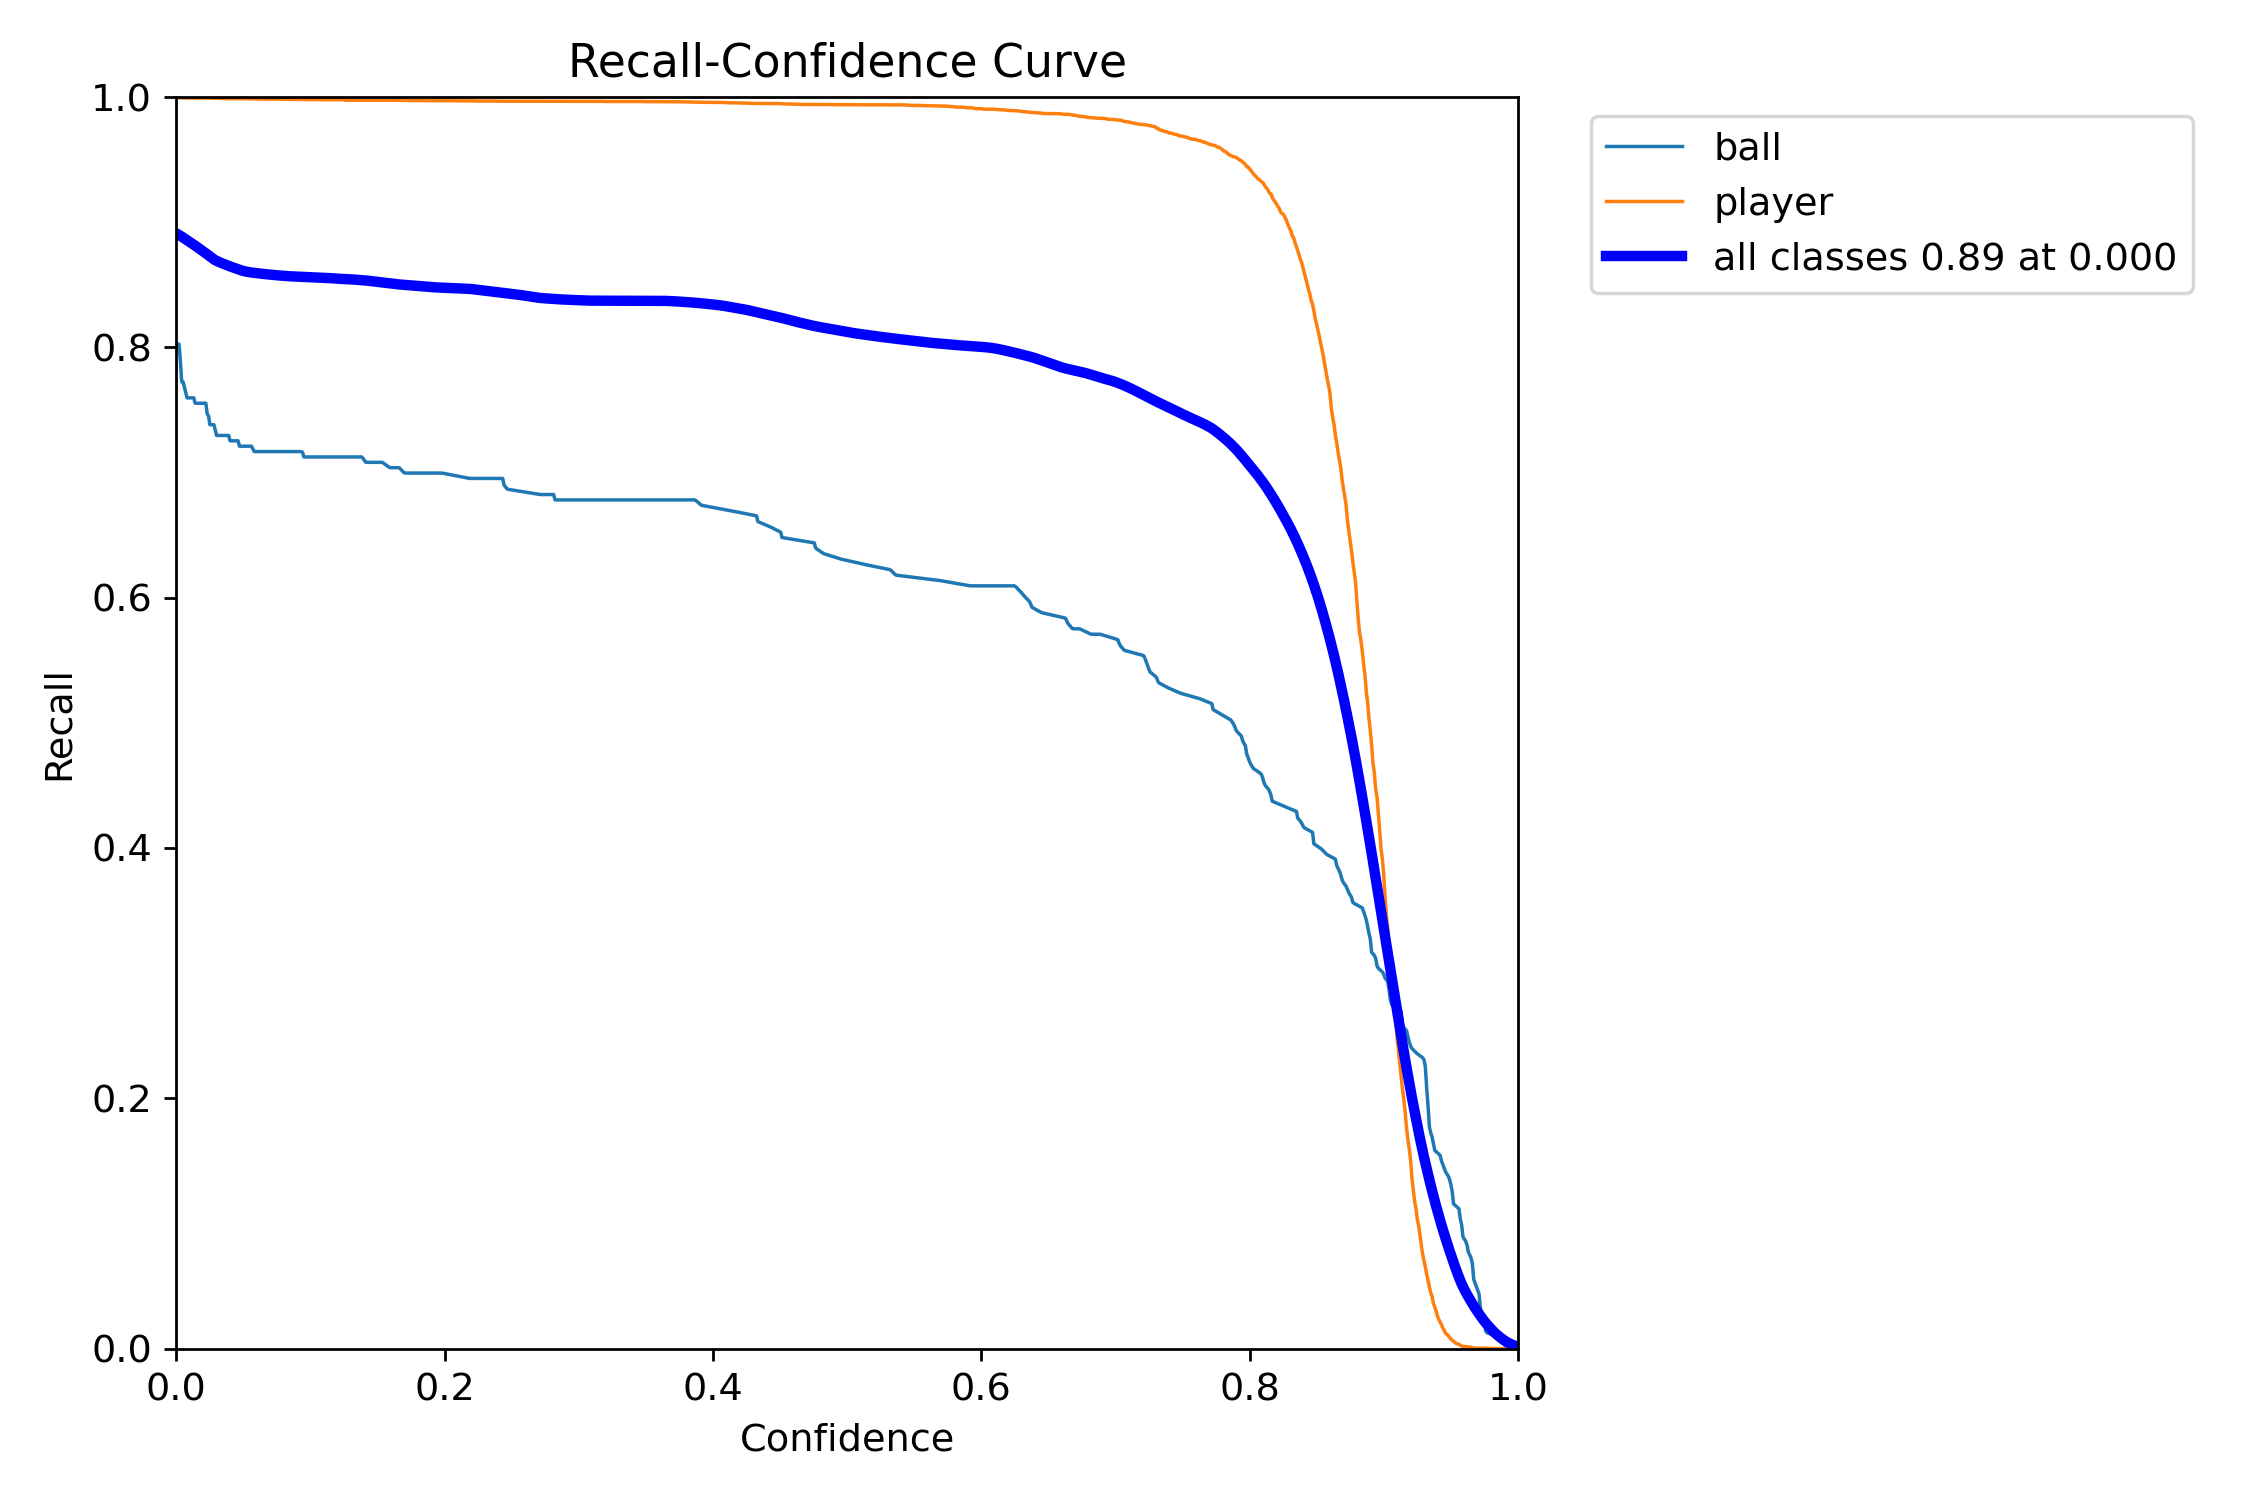 Recall-Confidence Curve
1.0
0.8
0.6
0.4
0.2
0.0
Recall
0.0 0.2 0.4 0.6 0.8 1.0
Confidence
ball
player
all classes 0.89 at 0.000